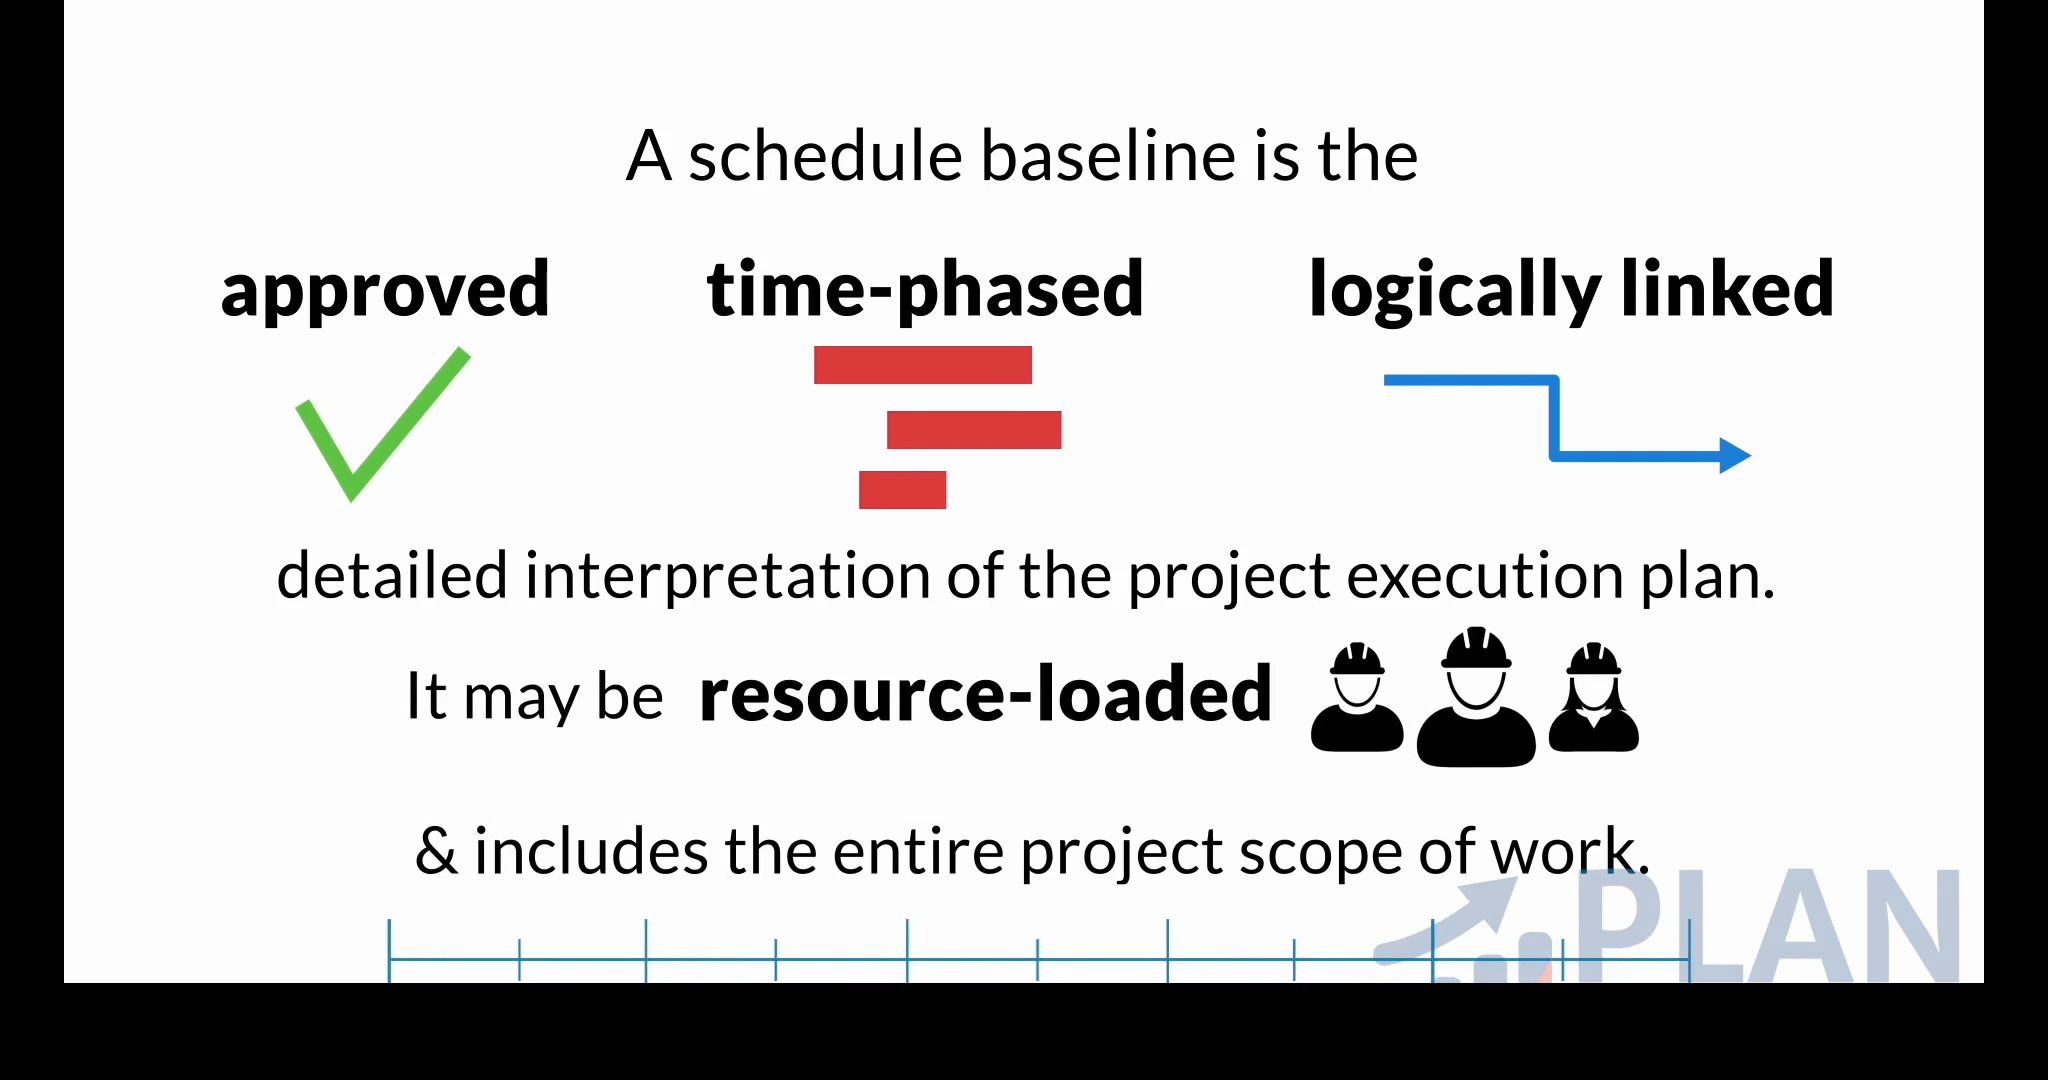 A schedule baseline is the
approved time-phased logically linked
detailed interpretation of the project execution plan.
It may be resource-loaded
& includes the entire project scope of work.
PLAN